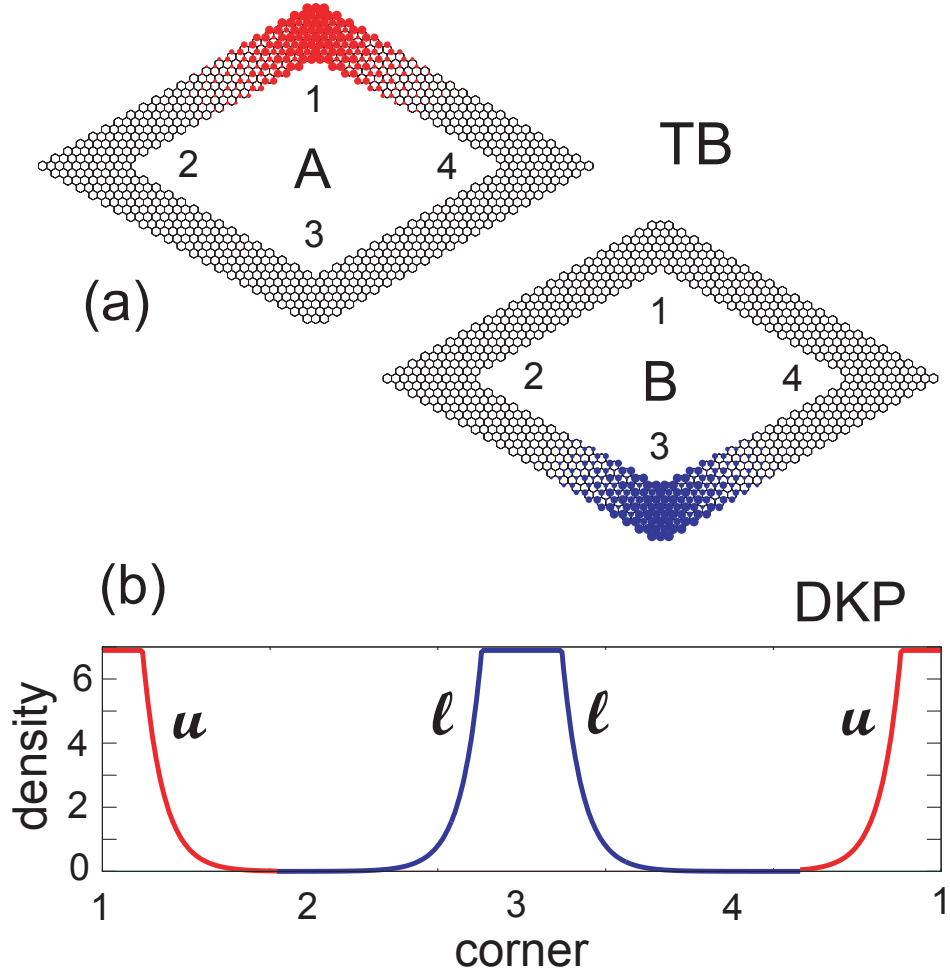 1
TB
2 A 4
3
(a)
1
2 B 4
3
(b)
DKP
density
6
4
2
0
u ℓ ℓ u
1 2 3 4 1
corner